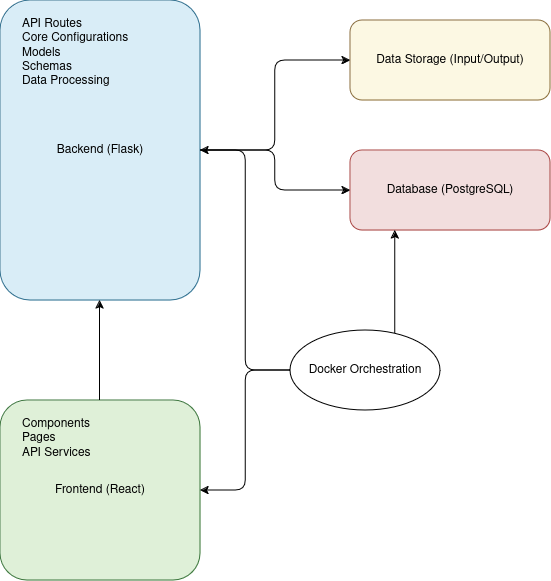 API Routes
Core Configurations
Models
Schemas
Data Processing
Backend (Flask)
Data Storage (Input/Output)
Database (PostgreSQL)
Docker Orchestration
Components
Pages
API Services
Frontend (React)